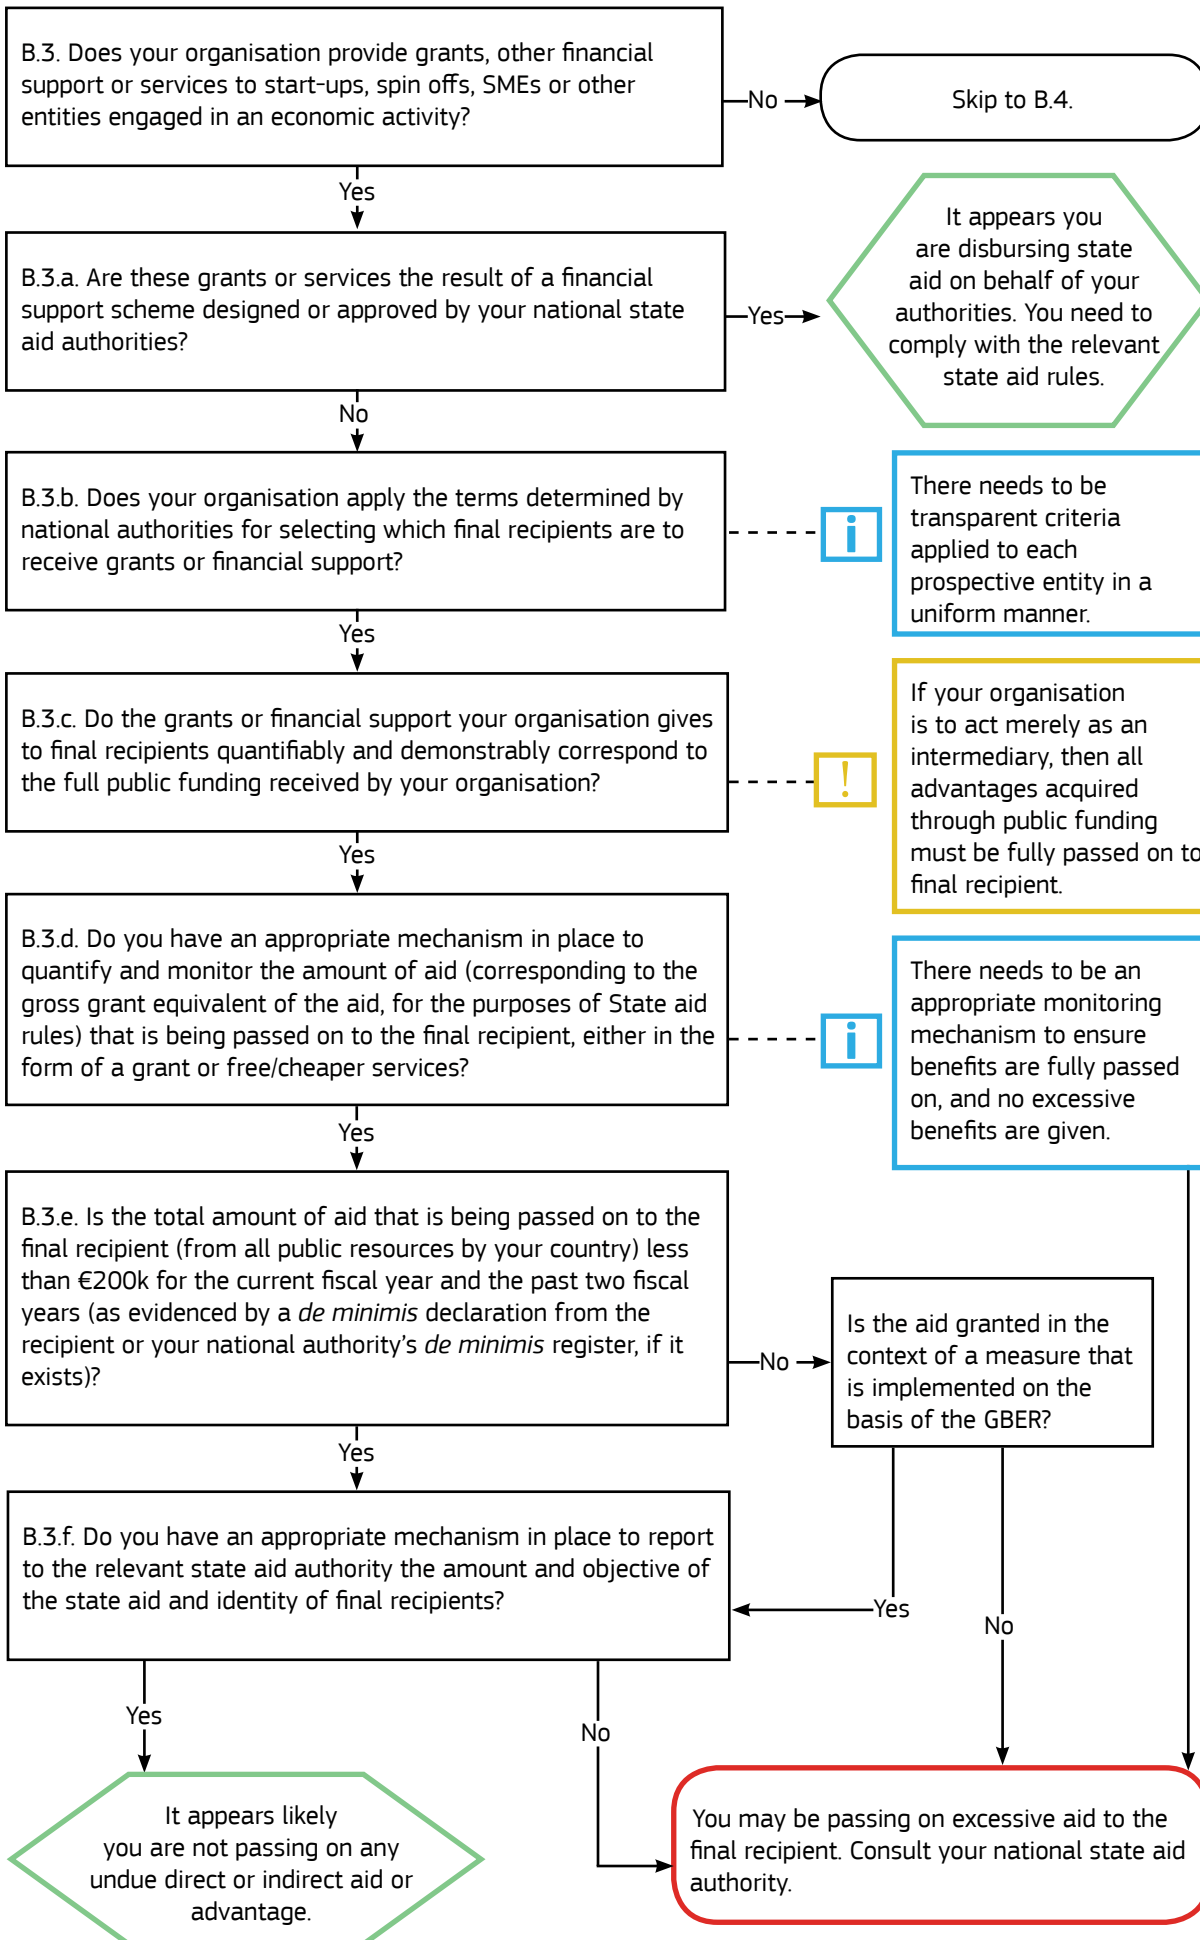 B.3. Does your organisation provide grants, other financial
support or services to start-ups, spin offs, SMEs or other
entities engaged in an economic activity?
No
Skip to B.4.
Yes
B.3.a. Are these grants or services the result of a financial
support scheme designed or approved by your national state
aid authorities?
Yes
It appears you
are disbursing state
aid on behalf of your
authorities. You need to
comply with the relevant
state aid rules.
No
B.3.b. Does your organisation apply the terms determined by
national authorities for selecting which final recipients are to
receive grants or financial support?
i
There needs to be
transparent criteria
applied to each
prospective entity in a
uniform manner.
Yes
B.3.c. Do the grants or financial support your organisation gives
to final recipients quantifiably and demonstrably correspond to
the full public funding received by your organisation?
!
If your organisation
is to act merely as an
intermediary, then all
advantages acquired
through public funding
must be fully passed on to
final recipient.
Yes
B.3.d. Do you have an appropriate mechanism in place to
quantify and monitor the amount of aid (corresponding to the
gross grant equivalent of the aid, for the purposes of State aid
rules) that is being passed on to the final recipient, either in the
form of a grant or free/cheaper services?
i
There needs to be an
appropriate monitoring
mechanism to ensure
benefits are fully passed
on, and no excessive
benefits are given.
Yes
B.3.e. Is the total amount of aid that is being passed on to the
final recipient (from all public resources by your country) less
than €200k for the current fiscal year and the past two fiscal
years (as evidenced by a de minimis declaration from the
recipient or your national authority's de minimis register, if it
exists)?
No
Is the aid granted in the
context of a measure that
is implemented on the
basis of the GBER?
Yes
B.3.f. Do you have an appropriate mechanism in place to report
to the relevant state aid authority the amount and objective of
the state aid and identity of final recipients?
Yes
No
Yes
No
It appears likely
you are not passing on any
undue direct or indirect aid or
advantage.
You may be passing on excessive aid to the
final recipient. Consult your national state aid
authority.